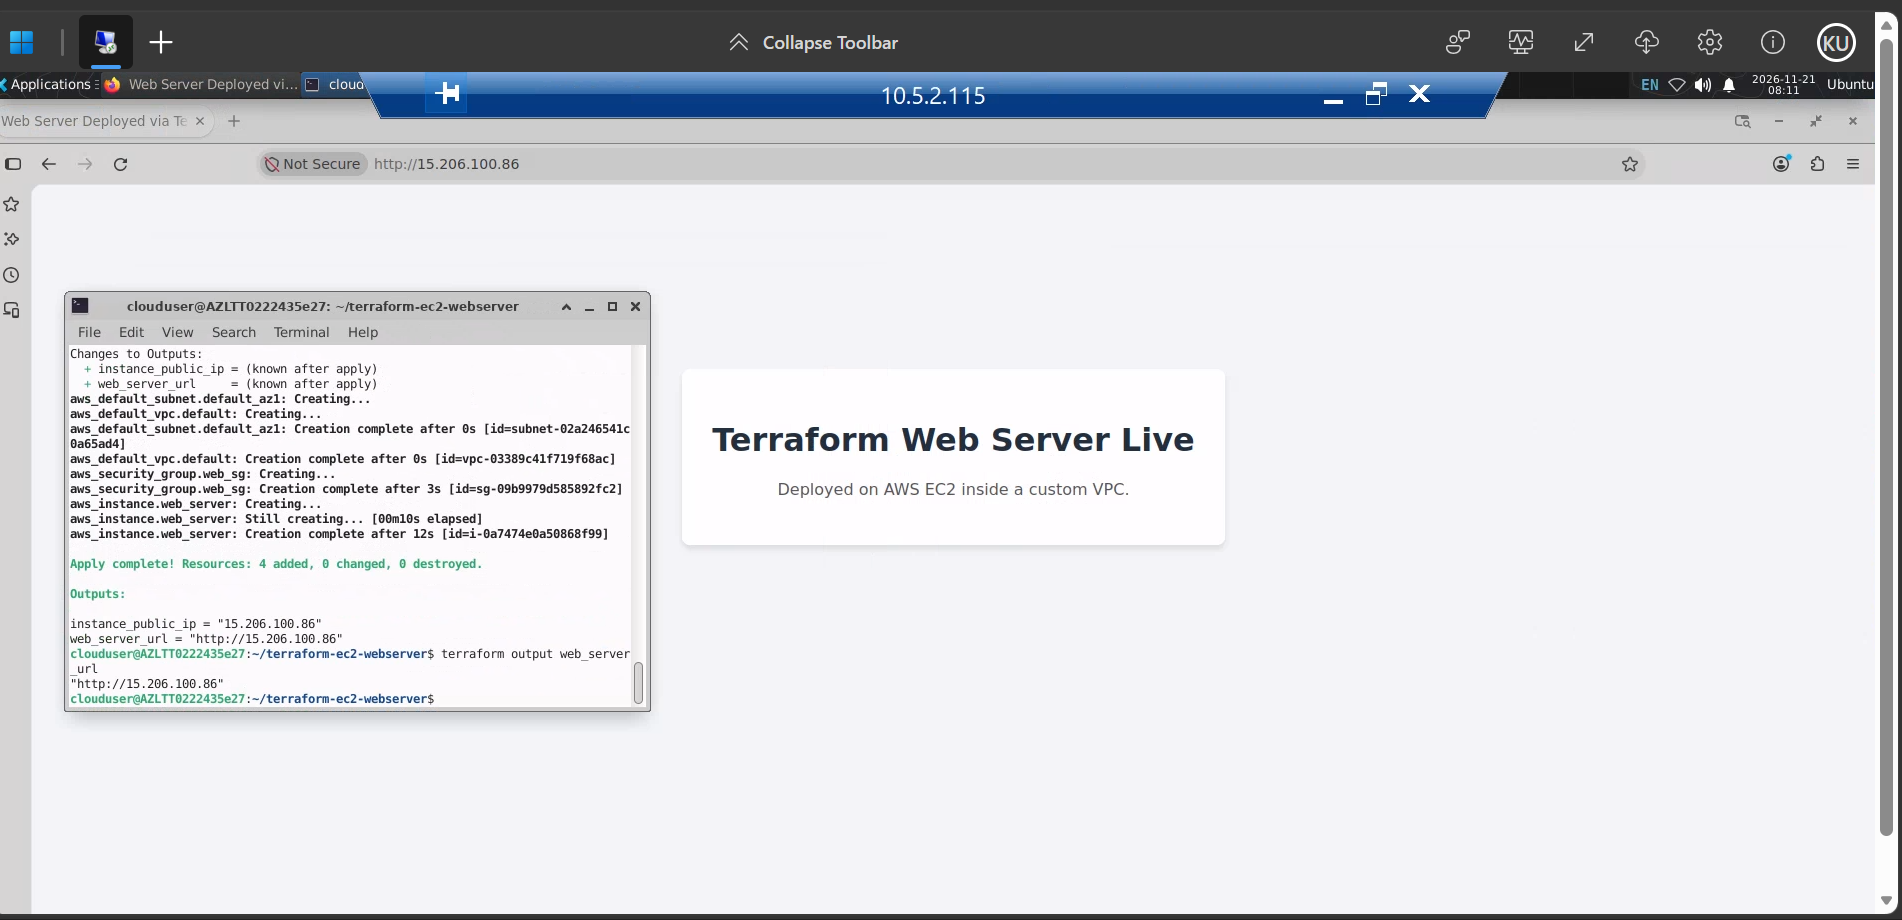 Collapse Toolbar
KU
Applications
Web Server Deployed vi...
cloud
10.5.2.115
EN
2026-11-21
08:11
Ubuntu
Web Server Deployed via Te
Not Secure
http://15.206.100.86
clouduser@AZLTT0222435e27: ~/terraform-ec2-webserver
File Edit View Search Terminal Help
Changes to Outputs:
+ instance_public_ip = (known after apply)
+ web_server_url     = (known after apply)
aws_default_subnet.default_az1: Creating...
aws_default_vpc.default: Creating...
aws_default_subnet.default_az1: Creation complete after 0s [id=subnet-02a246541c
0a65ad4]
aws_default_vpc.default: Creation complete after 0s [id=vpc-03389c41f719f68ac]
aws_security_group.web_sg: Creating...
aws_security_group.web_sg: Creation complete after 3s [id=sg-09b9979d585892fc2]
aws_instance.web_server: Creating...
aws_instance.web_server: Still creating... [00m10s elapsed]
aws_instance.web_server: Creation complete after 12s [id=i-0a7474e0a50868f99]
Apply complete! Resources: 4 added, 0 changed, 0 destroyed.
Outputs:
instance_public_ip = "15.206.100.86"
web_server_url = "http://15.206.100.86"
clouduser@AZLTT0222435e27:~/terraform-ec2-webserver$ terraform output web_server
_url
"http://15.206.100.86"
clouduser@AZLTT0222435e27:~/terraform-ec2-webserver$
Terraform Web Server Live
Deployed on AWS EC2 inside a custom VPC.